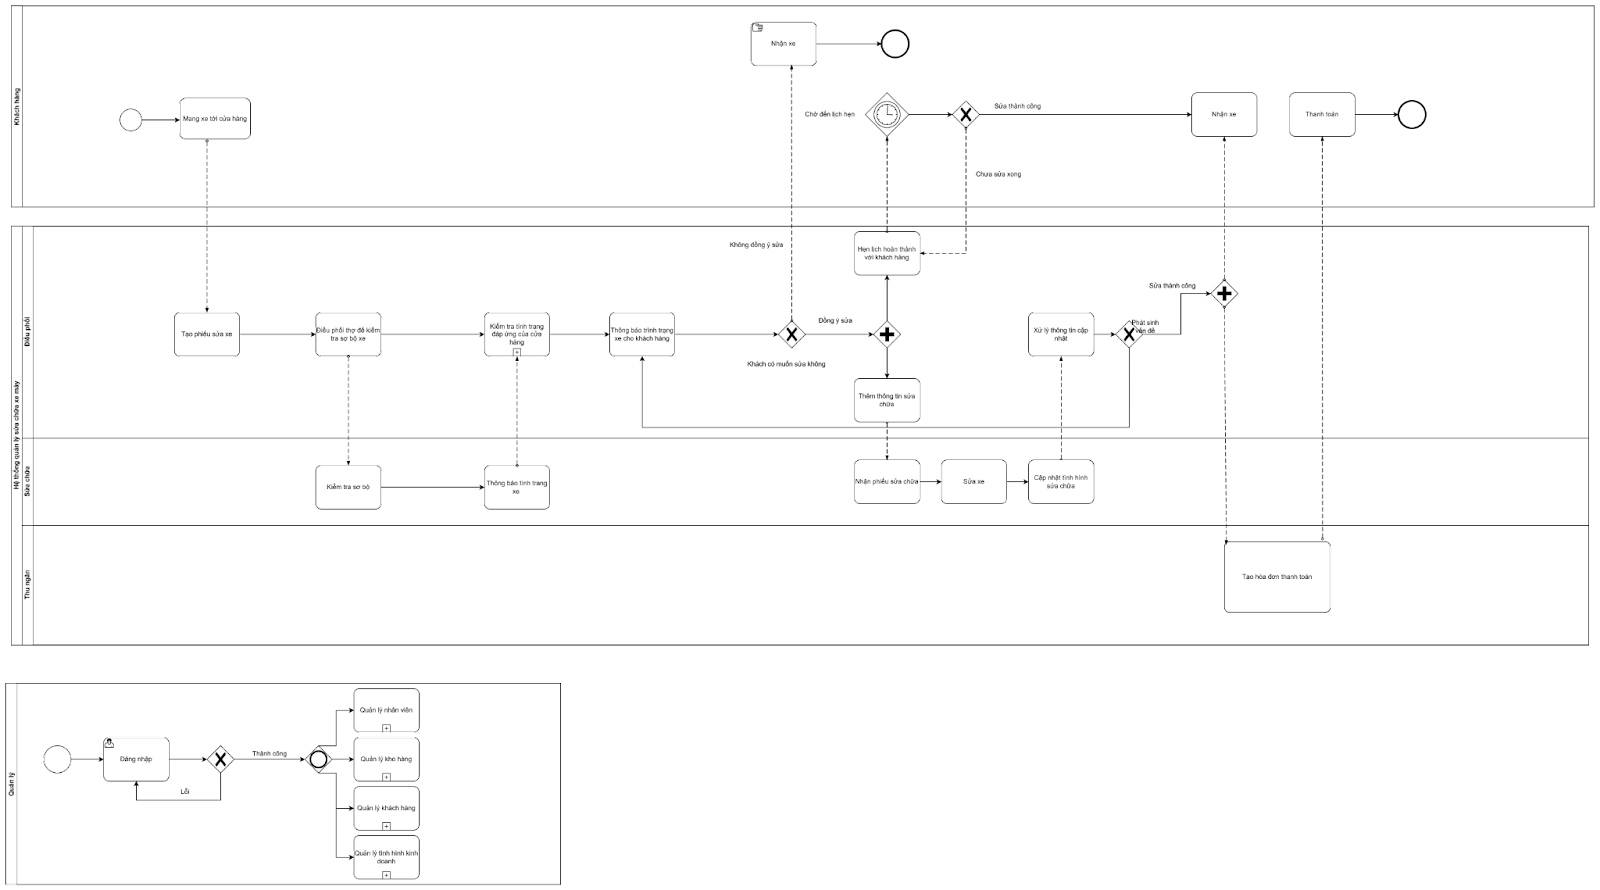 Khách hàng
Nhận xe
Mang xe tới cửa hàng
Chờ đến lịch hẹn
Sửa thành công
Nhận xe
Thanh toán
Chưa sửa xong
Hệ thống quản lý sửa chữa xe máy
Điều phối
Không đồng ý sửa
Hẹn lịch hoàn thành
với khách hàng
Tạo phiếu sửa xe
Điều phối thợ để kiểm
tra sơ bộ xe
Kiểm tra tình trạng
đáp ứng của cửa
hàng
Thông báo trình trạng
xe cho khách hàng
Đồng ý sửa
Khách có muốn sửa không
Thêm thông tin sửa
chữa
Xử lý thông tin cập
nhật
Phát sinh
vấn đề
Sửa thành công
Sửa chữa
Kiểm tra sơ bộ
Thông báo tình trạng
xe
Nhận phiếu sửa chữa
Sửa xe
Cập nhật tình hình
sửa chữa
Thu ngân
Tạo hóa đơn thanh toán
Quản lý
Đăng nhập
Lỗi
Thành công
Quản lý nhân viên
Quản lý kho hàng
Quản lý khách hàng
Quản lý tình hình kinh
doanh